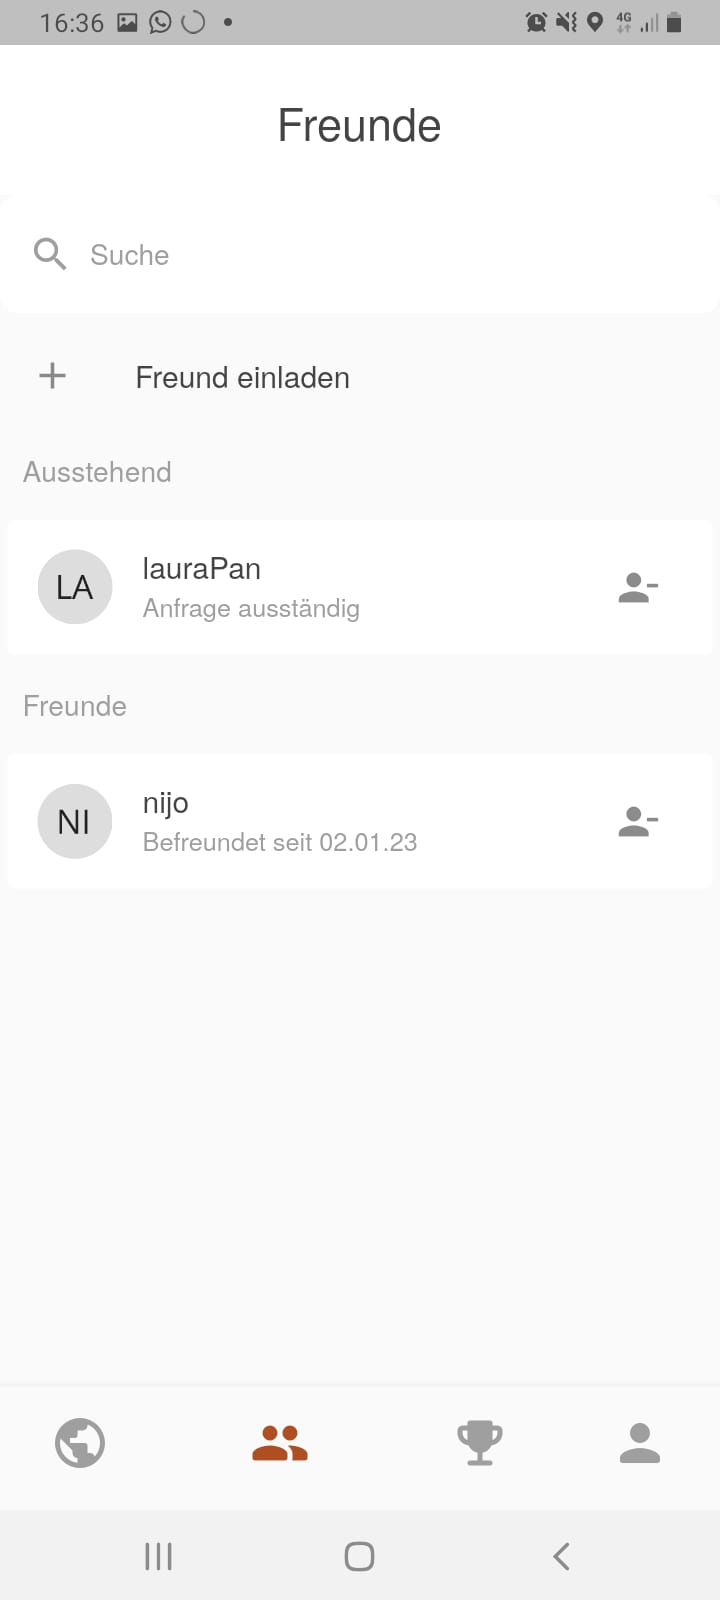 16:36
4G
Freunde
Suche
Freund einladen
Ausstehend
LA
lauraPan
Anfrage ausständig
Freunde
NI
nijo
Befreundet seit 02.01.23